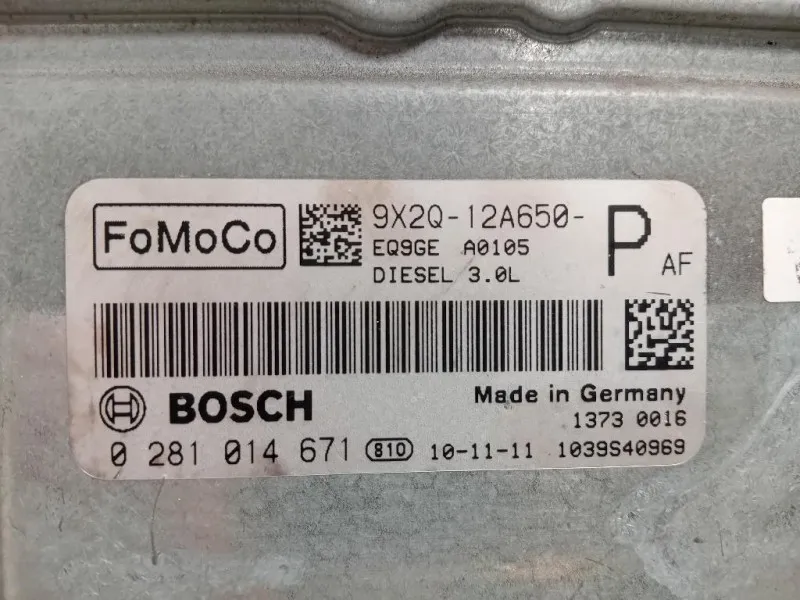 FoMoCo
9X2Q-12A650-
P AF
EQ9GE A0105
DIESEL 3.0L
BOSCH
Made in Germany
1373 0016
0 281 014 671 810 10-11-11 1039S40969